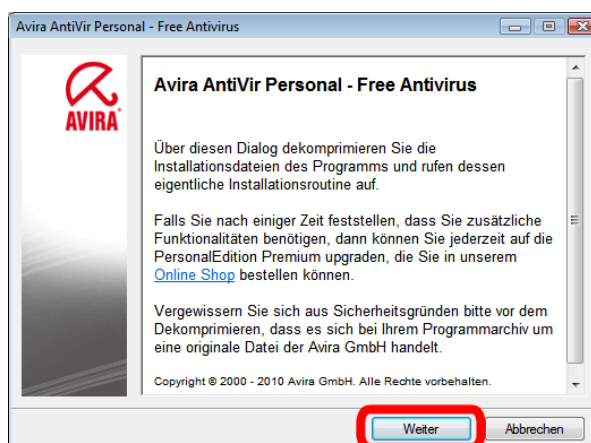 Avira AntiVir Personal - Free Antivirus
AVIRA
Avira AntiVir Personal - Free Antivirus
Über diesen Dialog dekomprimieren Sie die
Installationsdateien des Programms und rufen dessen
eigentliche Installationsroutine auf.
Falls Sie nach einiger Zeit feststellen, dass Sie zusätzliche
Funktionalitäten benötigen, dann können Sie jederzeit auf die
PersonalEdition Premium upgraden, die Sie in unserem
Online Shop bestellen können.
Vergewissern Sie sich aus Sicherheitsgründen bitte vor dem
Dekomprimieren, dass es sich bei Ihrem Programmarchiv um
eine originale Datei der Avira GmbH handelt.
Copyright © 2000 - 2010 Avira GmbH. Alle Rechte vorbehalten.
Weiter Abbrechen